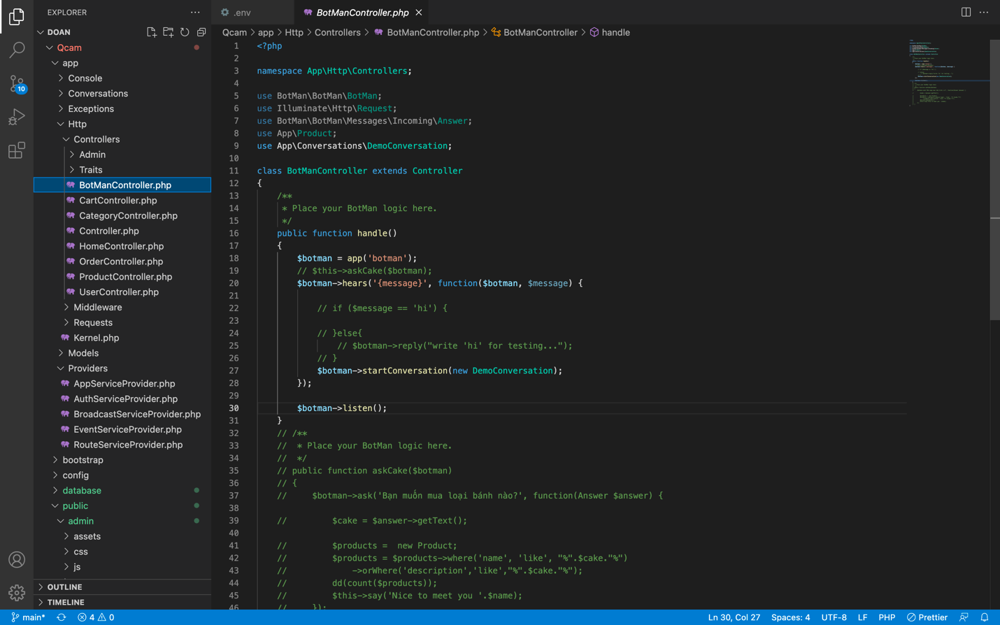 EXPLORER
.env
BotManController.php
DOAN
Qcam
app
Console
Conversations
Exceptions
Http
Controllers
Admin
Traits
BotManController.php
CartController.php
CategoryController.php
Controller.php
HomeController.php
OrderController.php
ProductController.php
UserController.php
Middleware
Requests
Kernel.php
Models
Providers
AppServiceProvider.php
AuthServiceProvider.php
BroadcastServiceProvider.php
EventServiceProvider.php
RouteServiceProvider.php
bootstrap
config
database
public
admin
assets
css
js
OUTLINE
TIMELINE
10
Qcam > app > Http > Controllers > BotManController.php > BotManController > handle
1 <?php
2
3 namespace App\Http\Controllers;
4
5 use BotMan\BotMan\BotMan;
6 use Illuminate\Http\Request;
7 use BotMan\BotMan\Messages\Incoming\Answer;
8 use App\Product;
9 use App\Conversations\DemoConversation;
10
11 class BotManController extends Controller
12 {
13 /**
14 * Place your BotMan logic here.
15 */
16 public function handle()
17 {
18 $botman = app('botman');
19 // $this->askCake($botman);
20 $botman->hears('{message}', function($botman, $message) {
21
22 // if ($message == 'hi') {
23
24 // }else{
25 // $botman->reply("write 'hi' for testing...");
26 // }
27 $botman->startConversation(new DemoConversation);
28 });
29
30 $botman->listen();
31 }
32 // /**
33 // * Place your BotMan logic here.
34 // */
35 // public function askCake($botman)
36 // {
37 // $botman->ask('Bạn muốn mua loại bánh nào?', function(Answer $answer) {
38
39 // $cake = $answer->getText();
40
41 // $products = new Product;
42 // $products = $products->where('name', 'like', "%".$cake."%")
43 // ->orWhere('description','like',"%".$cake."%");
44 // dd(count($products));
45 // $this->say('Nice to meet you '.$name);
46 // });
main* 4 0 Ln 30, Col 27 Spaces: 4 UTF-8 LF PHP Prettier